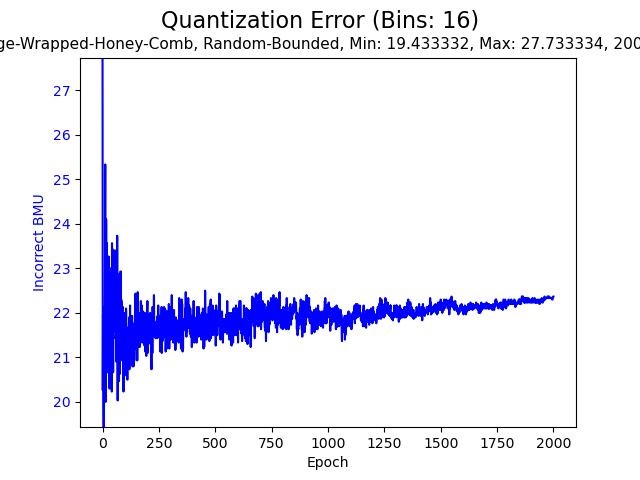 Quantization Error (Bins: 16)
ge-Wrapped-Honey-Comb, Random-Bounded, Min: 19.433332, Max: 27.733334, 200
27
26
25
24
23
22
21
20
Incorrect BMU
0 250 500 750 1000 1250 1500 1750 2000
Epoch